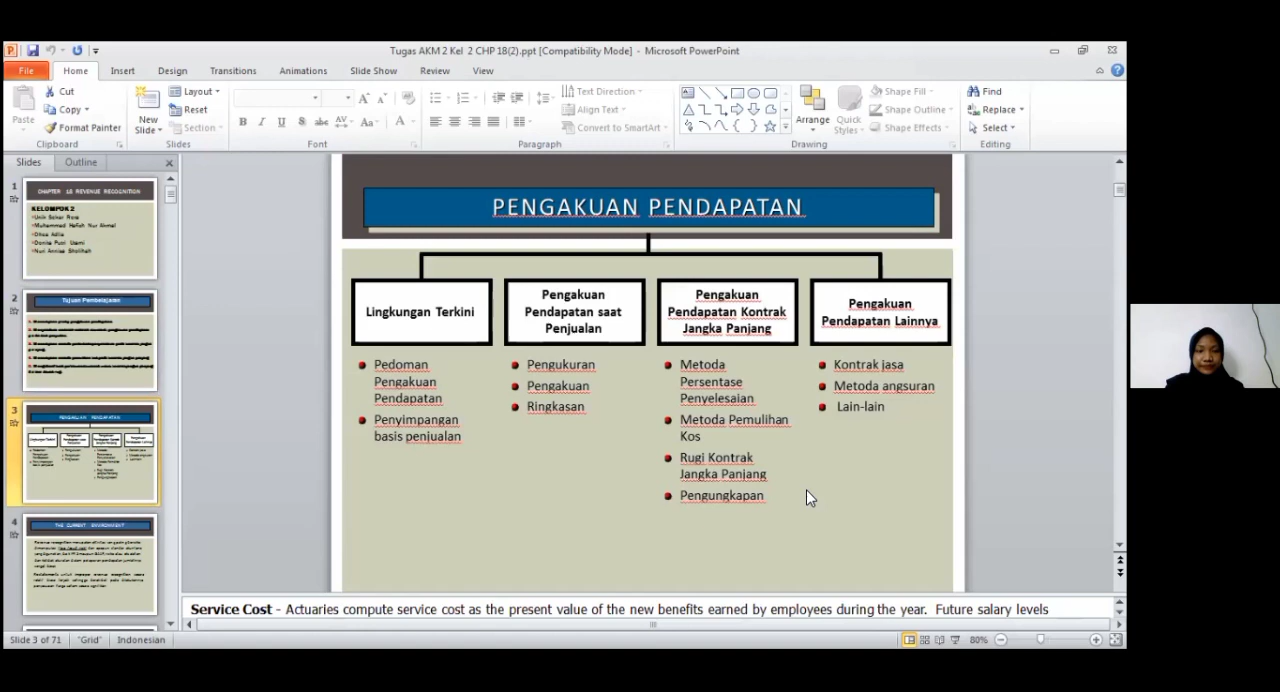 Tugas AKM 2 Kel 2 CHP 18(2).ppt [Compatibility Mode] - Microsoft PowerPoint
File Home Insert Design Transitions Animations Slide Show Review View
Paste
Cut
Copy
Format Painter
Clipboard
New Slide
Layout
Reset
Section
Slides
Font
Text Direction
Align Text
Convert to SmartArt
Paragraph
Arrange
Quick Styles
Shape Fill
Shape Outline
Shape Effects
Drawing
Find
Replace
Select
Editing
Slides Outline
1
CHAPTER 18 REVENUE RECOGNITION
KELOMPOK 2
2
Tujuan Pembelajaran
3
PENGAKUAN PENDAPATAN
4
THE CURRENT ENVIRONMENT
PENGAKUAN PENDAPATAN
Lingkungan Terkini
Pedoman
Pengakuan
Pendapatan
Penyimpangan
basis penjualan
Pengakuan
Pendapatan saat
Penjualan
Pengukuran
Pengakuan
Ringkasan
Pengakuan
Pendapatan Kontrak
Jangka Panjang
Metoda
Persentase
Penyelesaian
Metoda Pemulihan
Kos
Rugi Kontrak
Jangka Panjang
Pengungkapan
Pengakuan
Pendapatan Lainnya
Kontrak jasa
Metoda angsuran
Lain-lain
Service Cost - Actuaries compute service cost as the present value of the new benefits earned by employees during the year. Future salary levels
Slide 3 of 71 "Grid" Indonesian 80%